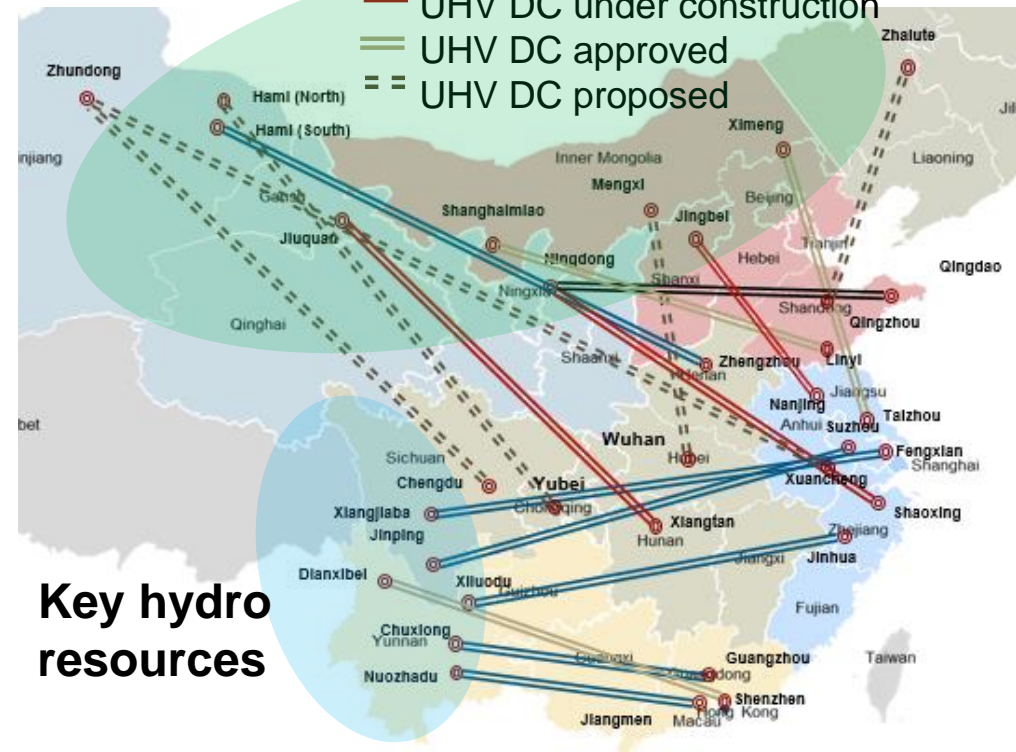 UHV DC under construction
UHV DC approved
UHV DC proposed
Zhalute
Zhundong
Hami (North)
Hami (South)
Ximeng
Jil
injiang
Inner Mongolia
Liaoning
Mengxi
Beijing
Gansu
Shanghaimiao
Jingbei
Jiuquan
Tianjin
Ningdong
Hebei
Qingdao
Shanxi
Ningxia
Shandong
Qinghai
Qingzhou
Shaanxi
Zhengzhou
Linyi
Henan
Jiangsu
Nanjing
Taizhou
bet
Anhui
Suzhou
Wuhan
Fengxian
Sichuan
Hubei
Shanghai
Chengdu
Yubei
Xuancheng
Chongqing
Xiangjiaba
Shaoxing
Xiangtan
Jinping
Zhejiang
Hunan
Jiangxi
Jinhua
Dianxibei
Xiluodu
Guizhou
Key hydro
resources
Fujian
Chuxiong
Yunnan
Guangxi
Guangzhou
Taiwan
Guangdong
Nuozhadu
Shenzhen
Hong Kong
Jiangmen
Macau